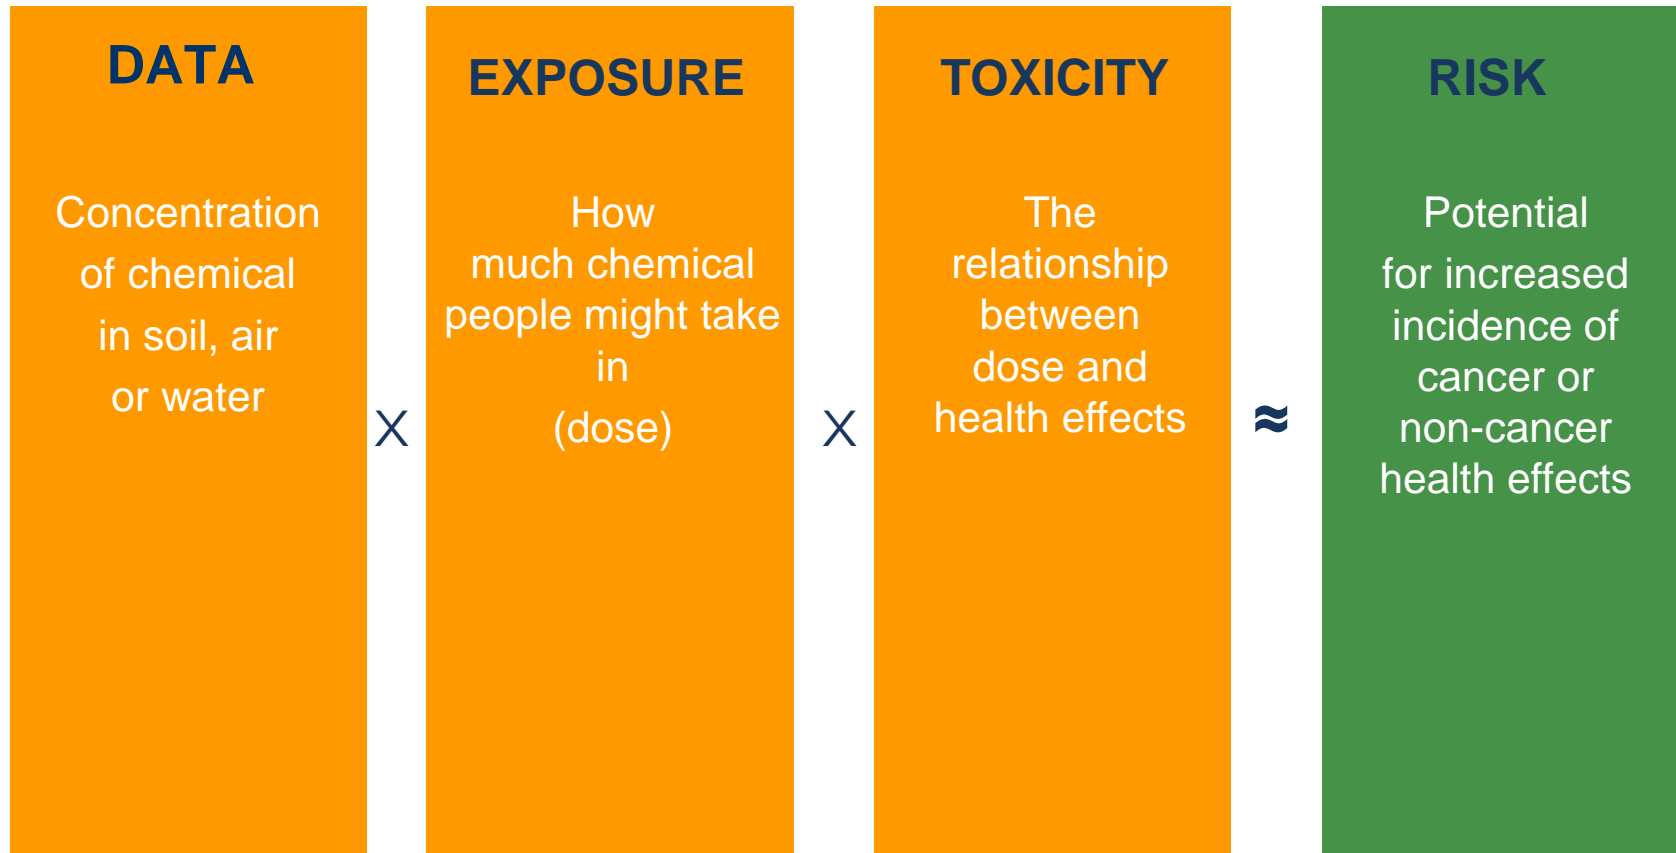 DATA
Concentration
of chemical
in soil, air
or water
X
EXPOSURE
How
much chemical
people might take
in
(dose)
X
TOXICITY
The
relationship
between
dose and
health effects
≈
RISK
Potential
for increased
incidence of
cancer or
non-cancer
health effects